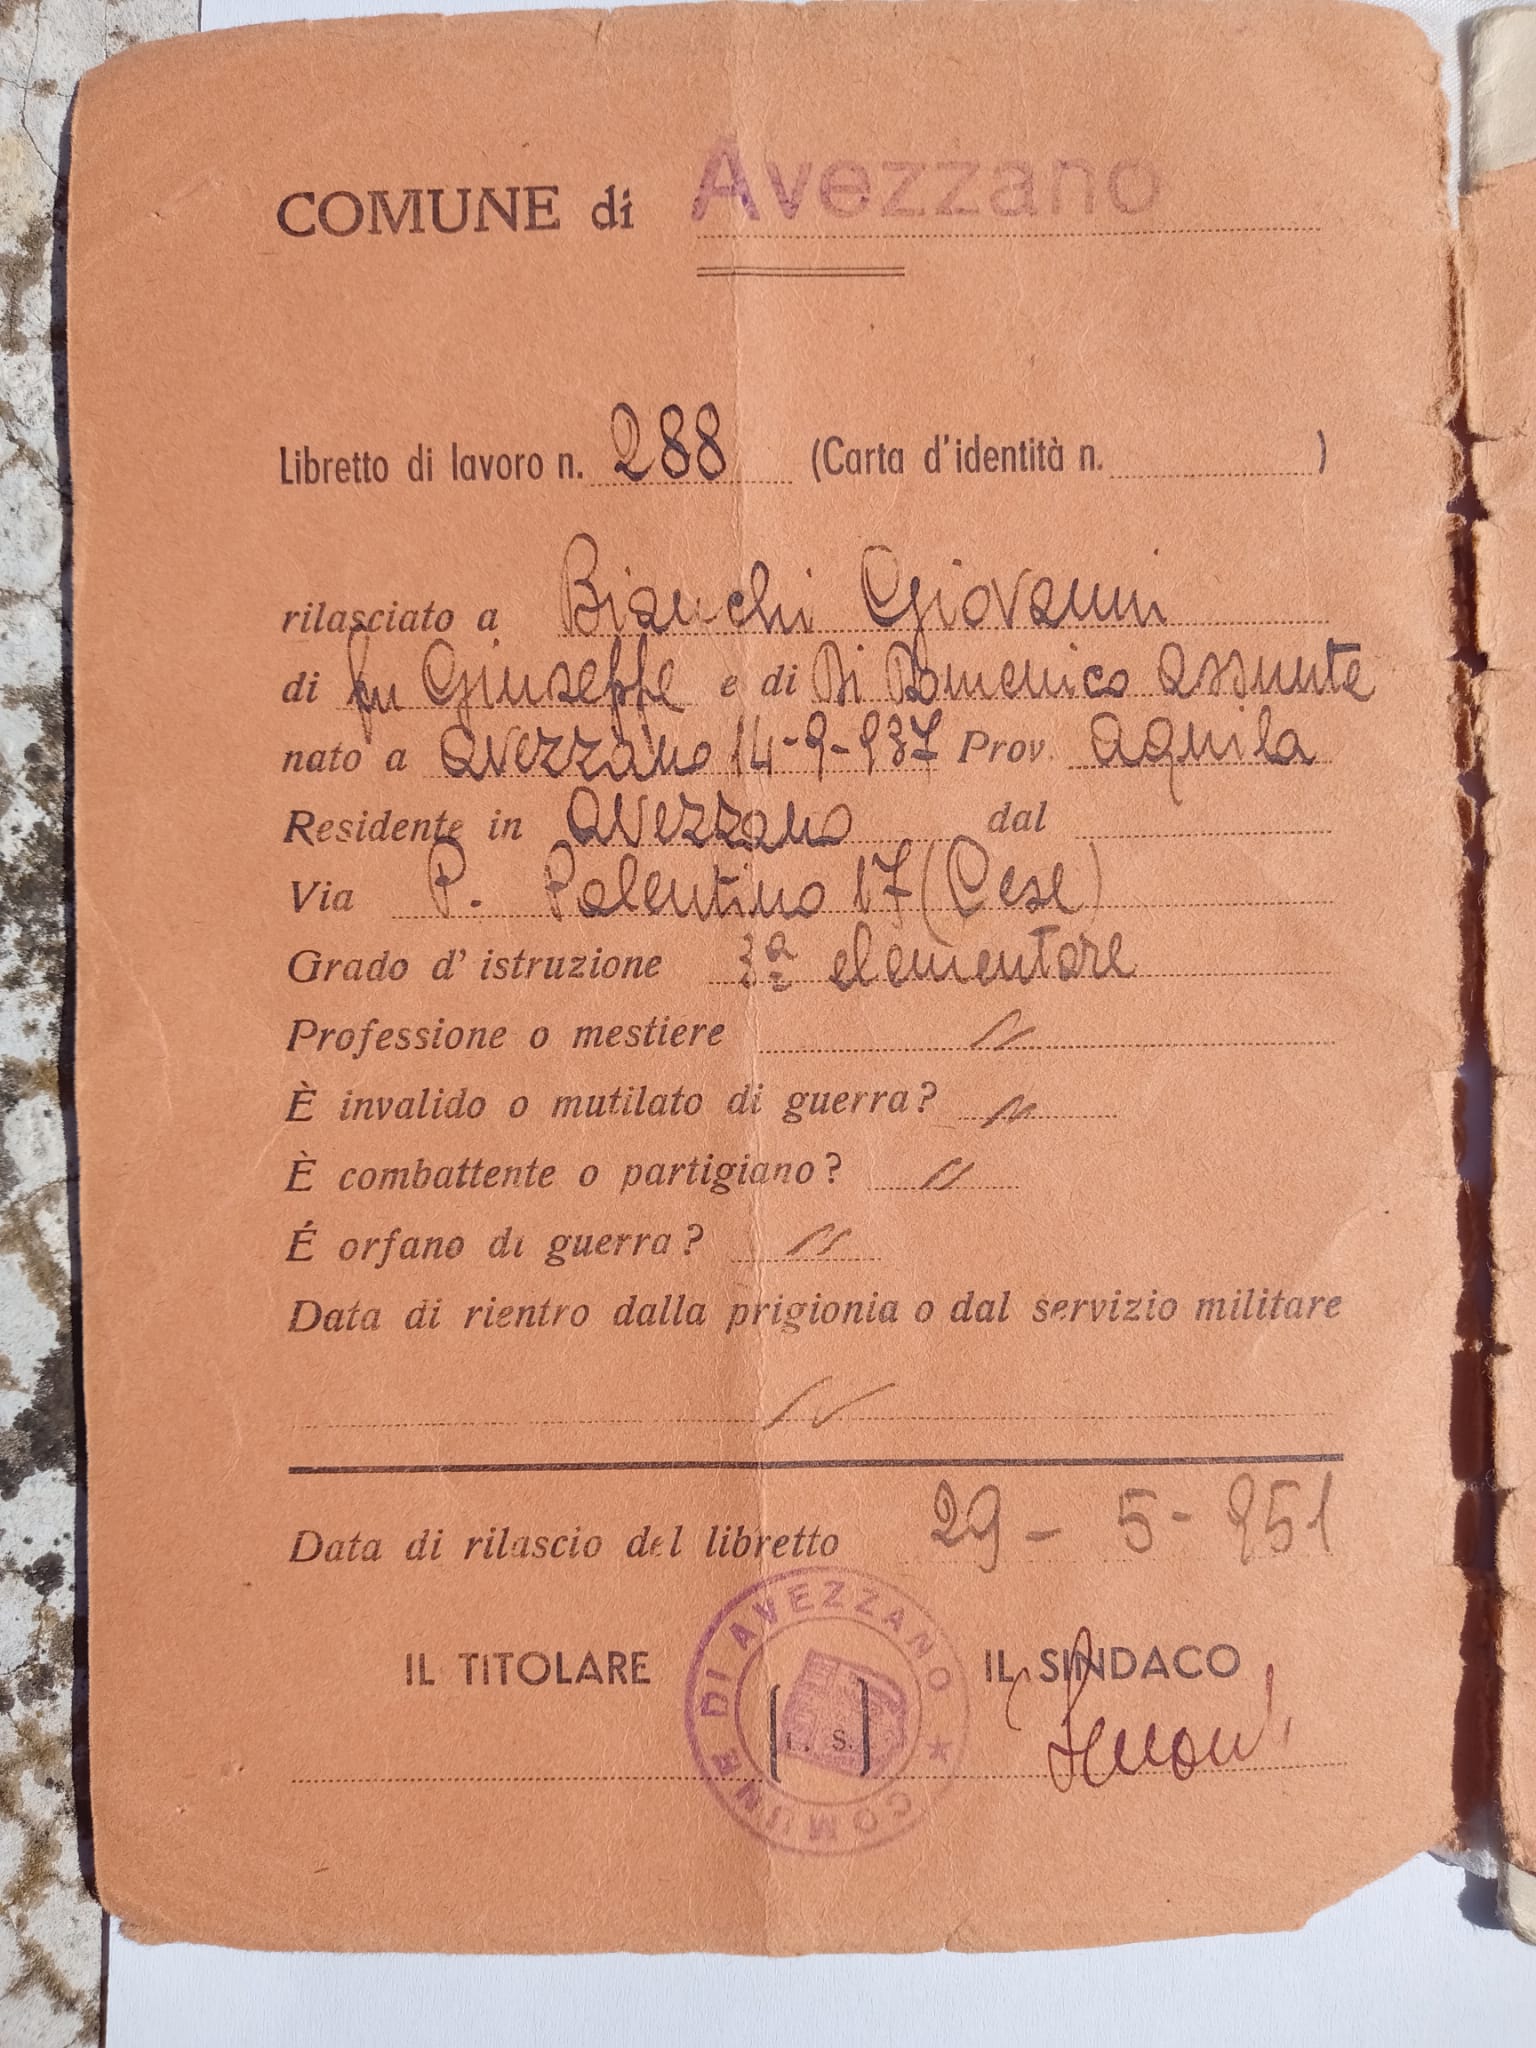 COMUNE di Avezzano
Libretto di lavoro n. 288 (Carta d'identità n. )
rilasciato a Bianchi Giovanni
di fu Giuseppe e di Di Domenico Assunta
nato a Avezzano 14-9-937 Prov. Aquila
Residente in Avezzano dal
Via P. Palentino 17 (Cese)
Grado d' istruzione 3ª elementare
Professione o mestiere //
È invalido o mutilato di guerra? //
È combattente o partigiano? //
É orfano di guerra? //
Data di rientro dalla prigionia o dal servizio militare
//
Data di rilascio del libretto 29 - 5 - 951
IL TITOLARE
COMUNE DI AVEZZANO ★
[L. S.]
IL SINDACO